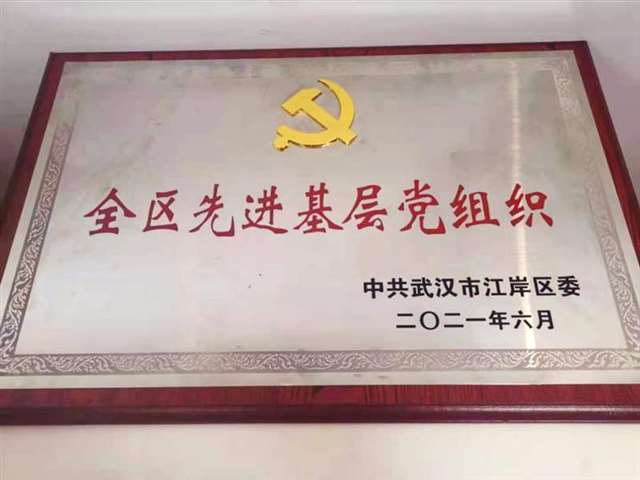 全区先进基层党组织
中共武汉市江岸区委
二〇二一年六月